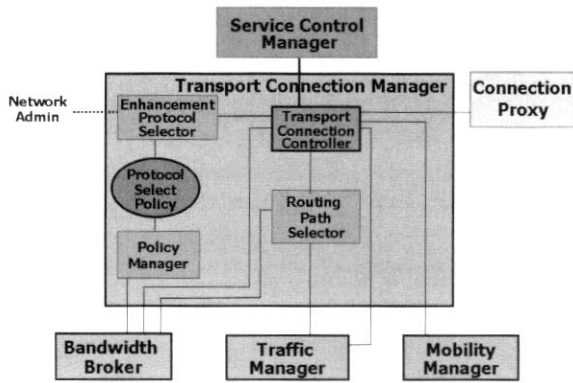 Service Control
Manager
Transport Connection Manager
Network
Admin
Enhancement
Protocol
Selector
Transport
Connection
Controller
Connection
Proxy
Protocol
Select
Policy
Routing
Path
Selector
Policy
Manager
Bandwidth
Broker
Traffic
Manager
Mobility
Manager